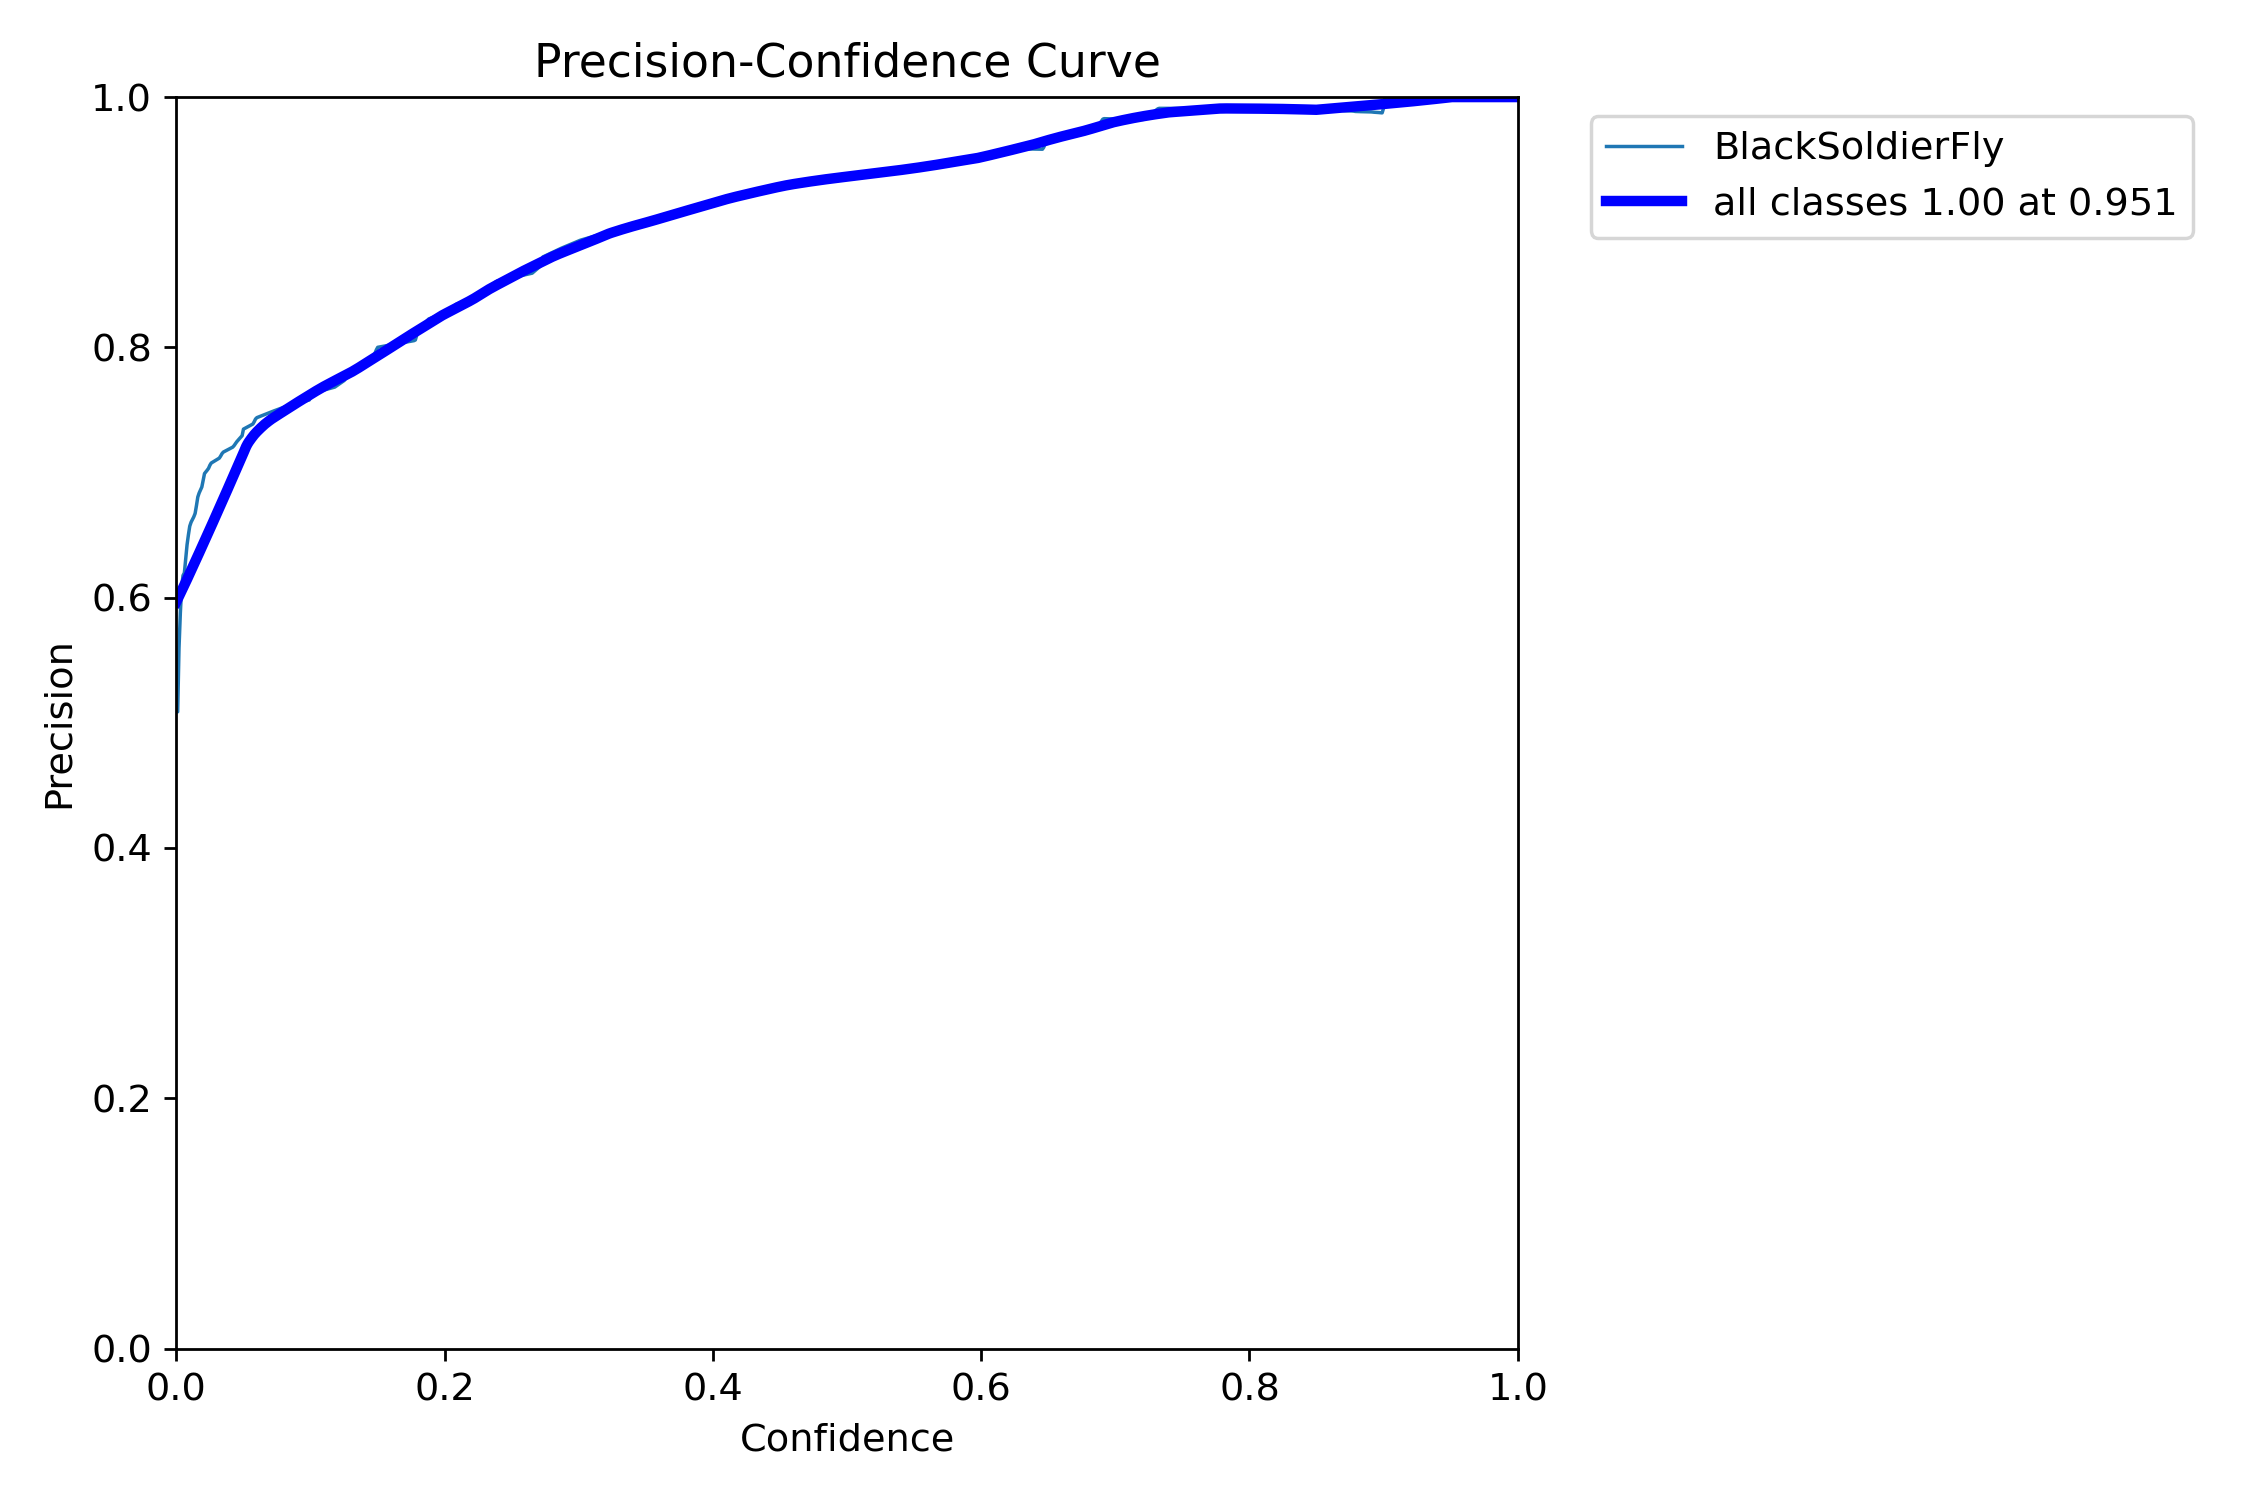 Precision-Confidence Curve
1.0
0.8
0.6
0.4
0.2
0.0
Precision
0.0 0.2 0.4 0.6 0.8 1.0
Confidence
BlackSoldierFly
all classes 1.00 at 0.951